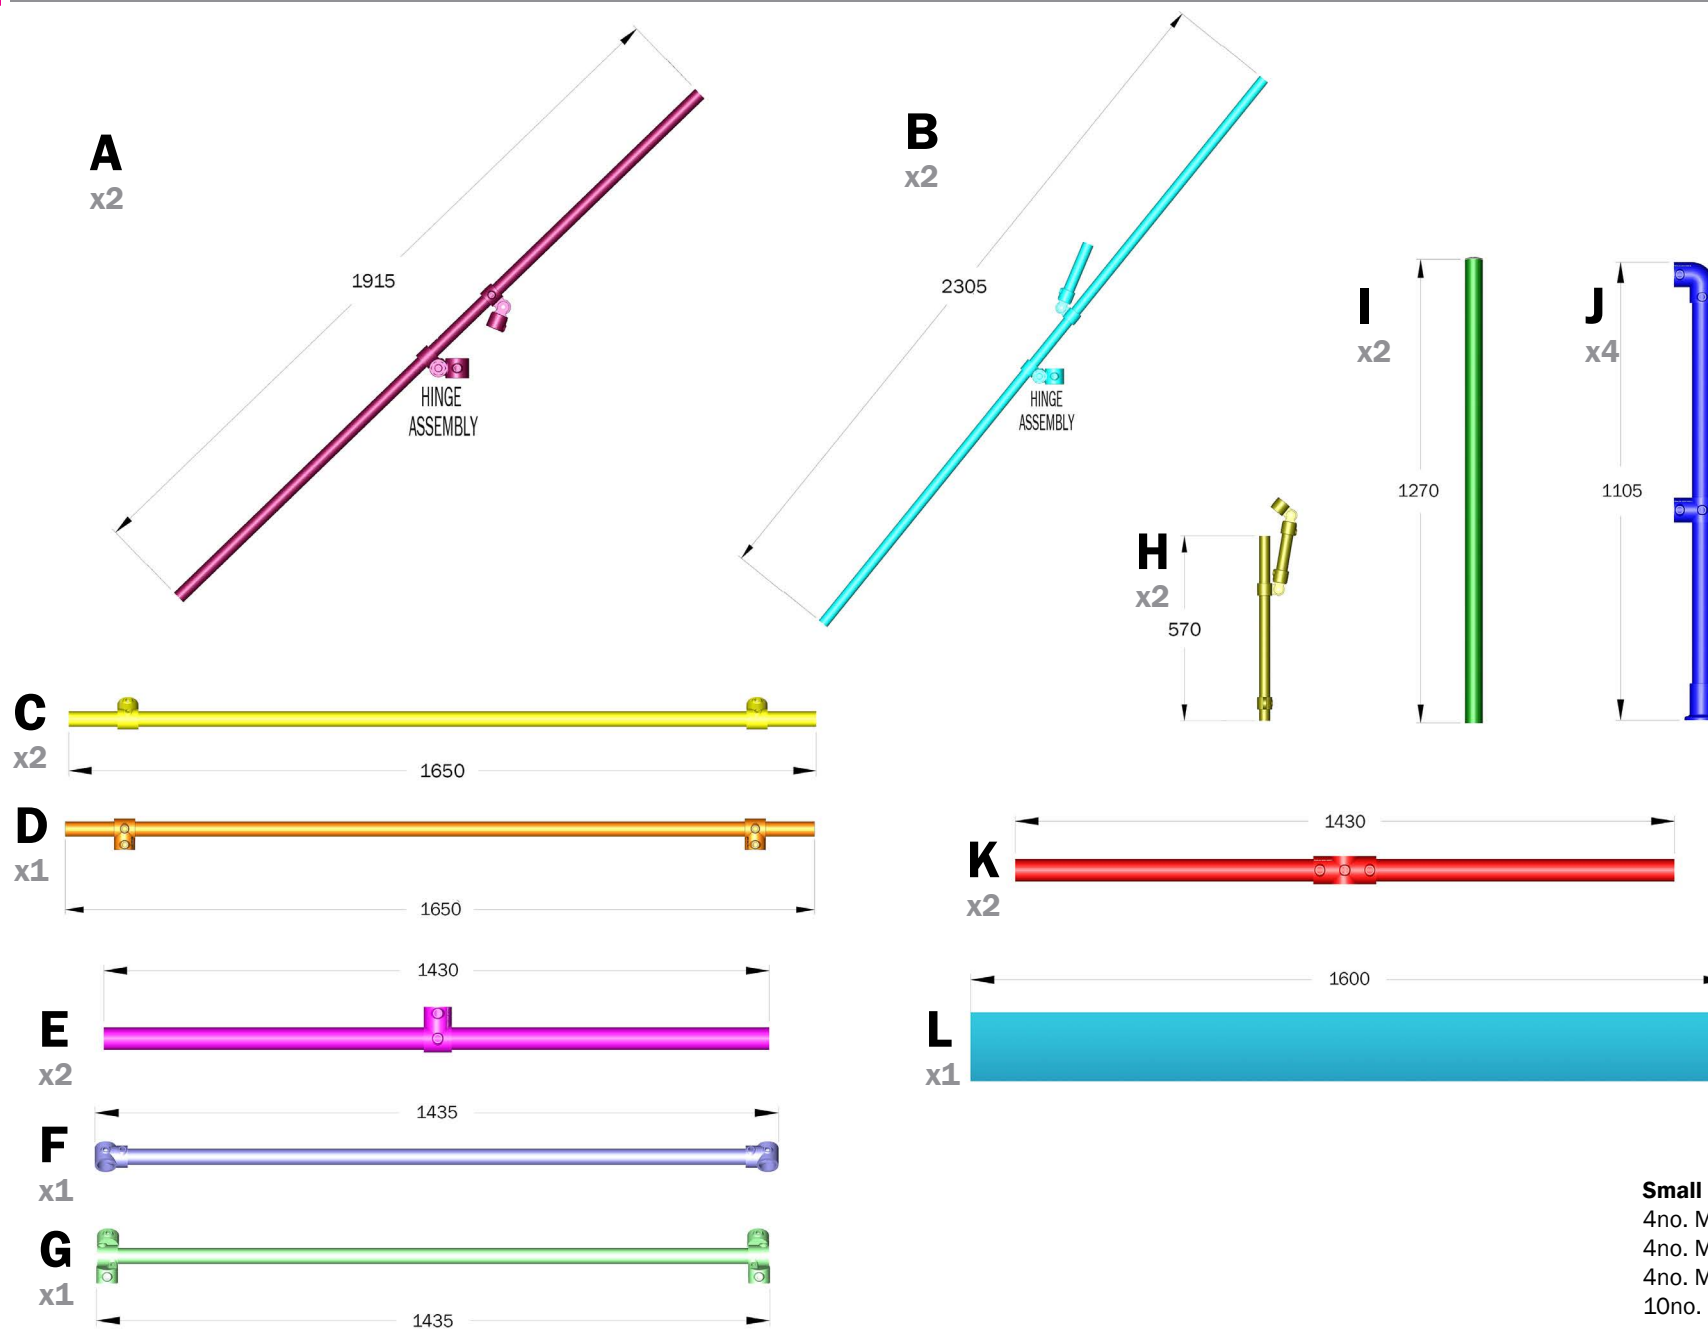 A
x2
1915
HINGE
ASSEMBLY
B
x2
2305
HINGE
ASSEMBLY
H
x2
570
I
x2
1270
J
x4
1105
C
x2
1650
D
x1
1650
E
x2
1430
F
x1
1435
G
x1
1435
K
x2
1430
L
x1
1600
Small
4no. M
4no. M
4no. M
10no.